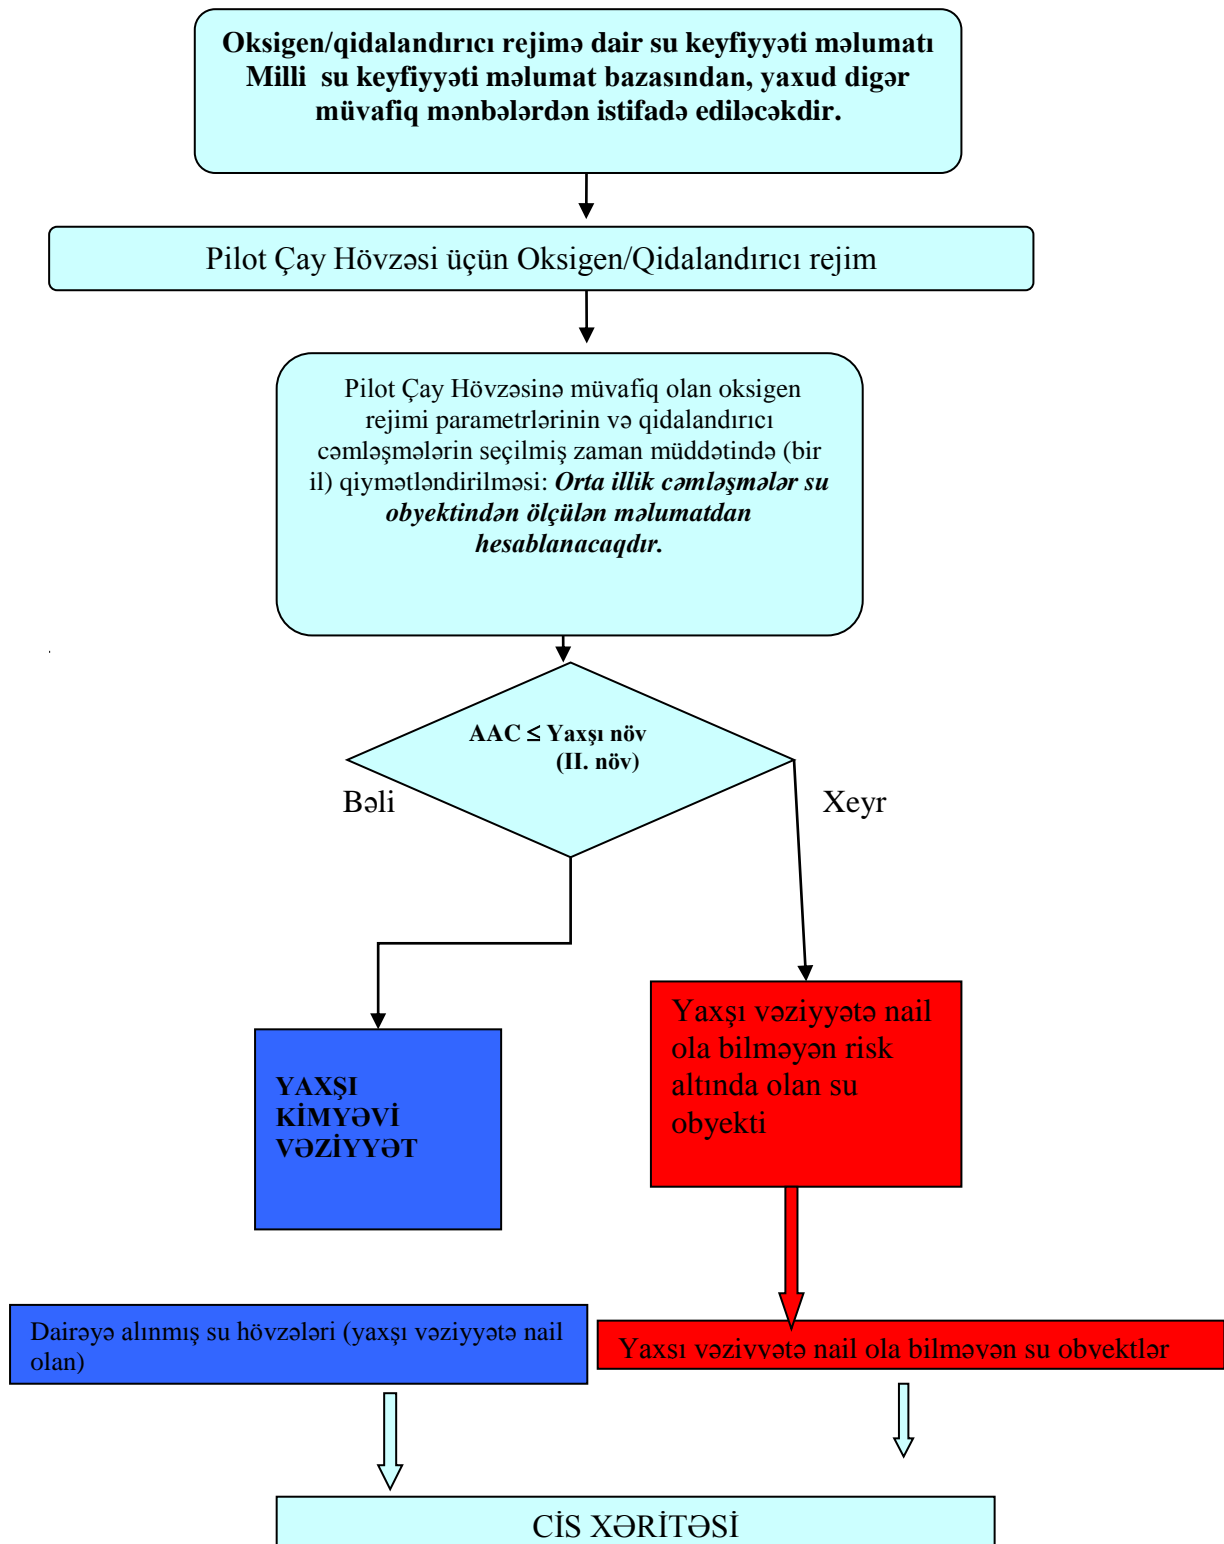 Oksigen/qidalandırıcı rejimə dair su keyfiyyəti məlumatı
Milli su keyfiyyəti məlumat bazasından, yaxud digər
müvafiq mənbələrdən istifadə ediləcəkdir.
Pilot Çay Hövzəsi üçün Oksigen/Qidalandırıcı rejim
Pilot Çay Hövzəsinə müvafiq olan oksigen
rejimi parametrlərinin və qidalandırıcı
cəmləşmələrin seçilmiş zaman müddətində (bir
il) qiymətləndirilməsi: Orta illik cəmləşmələr su
obyektindən ölçülən məlumatdan
hesablanacaqdır.
AAC ≤ Yaxşı növ
(II. növ)
Bəli
Xeyr
Yaxşı vəziyyətə nail
ola bilməyən risk
altında olan su
obyekti
YAXŞI
KİMYƏVİ
VƏZİYYƏT
Dairəyə alınmış su hövzələri (yaxşı vəziyyətə nail
olan)
Yaxşı vəziyyətə nail ola bilməyən su obyektlər
CİS XƏRİTƏSİ